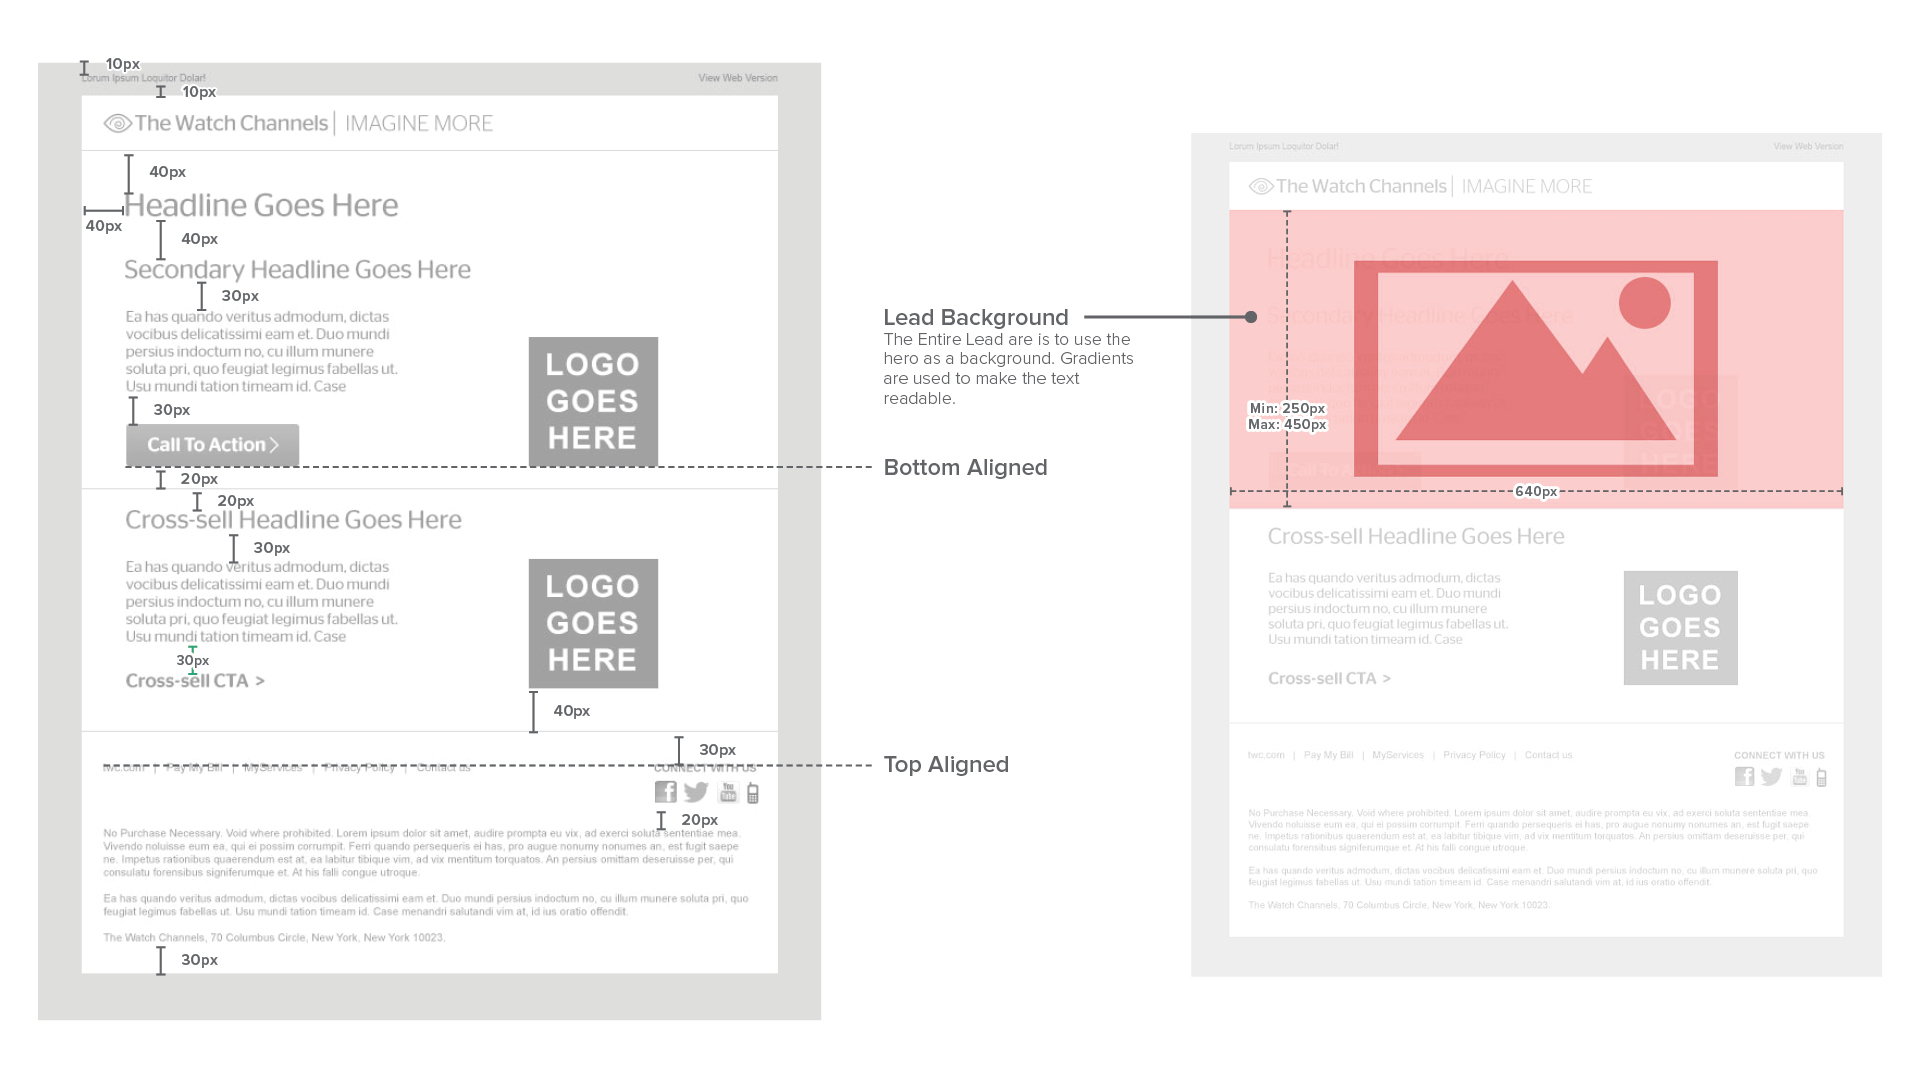 10px
Lorum Ipsum Loquitor Dolar!
View Web Version
10px
The Watch Channels | IMAGINE MORE
40px
Headline Goes Here
40px
40px
Secondary Headline Goes Here
30px
Ea has quando veritus admodum, dictas
vocibus delicatissimi eam et. Duo mundi
persius indoctum no, cu illum munere
soluta pri, quo feugiat legimus fabellas ut.
Usu mundi tation timeam id. Case
30px
Call To Action >
LOGO
GOES
HERE
20px
20px
Cross-sell Headline Goes Here
30px
Ea has quando veritus admodum, dictas
vocibus delicatissimi eam et. Duo mundi
persius indoctum no, cu illum munere
soluta pri, quo feugiat legimus fabellas ut.
Usu mundi tation timeam id. Case
30px
Cross-sell CTA >
LOGO
GOES
HERE
40px
30px
twc.com | Pay My Bill | MyServices | Privacy Policy | Contact us
CONNECT WITH US
You
Tube
20px
No Purchase Necessary. Void where prohibited. Lorem ipsum dolor sit amet, audire prompta eu vix, ad exerci soluta sententiae mea.
Vivendo noluisse eum ea, qui ei possim corrumpit. Ferri quando persequeris ei has, pro augue nonumy nonumes an, est fugit saepe
ne. Impetus rationibus quaerendum est at, ea labitur tibique vim, ad vix mentitum torquatos. An persius omittam deseruisse per, qui
consulatu forensibus signiferumque et. At his falli congue utroque.
Ea has quando veritus admodum, dictas vocibus delicatissimi eam et. Duo mundi persius indoctum no, cu illum munere soluta pri, quo
feugiat legimus fabellas ut. Usu mundi tation timeam id. Case menandri salutandi vim at, id ius oratio offendit.
The Watch Channels, 70 Columbus Circle, New York, New York 10023.
30px
Lead Background
The Entire Lead are is to use the
hero as a background. Gradients
are used to make the text
readable.
Bottom Aligned
Top Aligned
Lorum Ipsum Loquitor Dolar!
View Web Version
The Watch Channels | IMAGINE MORE
Headline Goes Here
Secondary Headline Goes Here
Min: 250px
Max: 450px
LOGO
GOES
HERE
640px
Cross-sell Headline Goes Here
Ea has quando veritus admodum, dictas
vocibus delicatissimi eam et. Duo mundi
persius indoctum no, cu illum munere
soluta pri, quo feugiat legimus fabellas ut.
Usu mundi tation timeam id. Case
Cross-sell CTA >
LOGO
GOES
HERE
twc.com | Pay My Bill | MyServices | Privacy Policy | Contact us
CONNECT WITH US
You
Tube
No Purchase Necessary. Void where prohibited. Lorem ipsum dolor sit amet, audire prompta eu vix, ad exerci soluta sententiae mea.
Vivendo noluisse eum ea, qui ei possim corrumpit. Ferri quando persequeris ei has, pro augue nonumy nonumes an, est fugit saepe
ne. Impetus rationibus quaerendum est at, ea labitur tibique vim, ad vix mentitum torquatos. An persius omittam deseruisse per, qui
consulatu forensibus signiferumque et. At his falli congue utroque.
Ea has quando veritus admodum, dictas vocibus delicatissimi eam et. Duo mundi persius indoctum no, cu illum munere soluta pri, quo
feugiat legimus fabellas ut. Usu mundi tation timeam id. Case menandri salutandi vim at, id ius oratio offendit.
The Watch Channels, 70 Columbus Circle, New York, New York 10023.